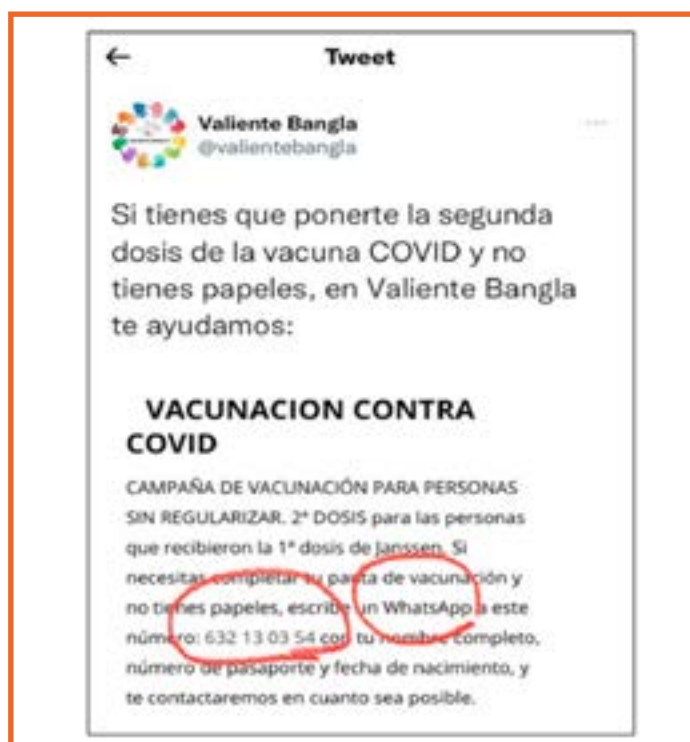 ← Tweet
Valiente Bangla
@valientebangla
...
Si tienes que ponerte la segunda
dosis de la vacuna COVID y no
tienes papeles, en Valiente Bangla
te ayudamos:
VACUNACION CONTRA
COVID
CAMPAÑA DE VACUNACIÓN PARA PERSONAS
SIN REGULARIZAR. 2ª DOSIS para las personas
que recibieron la 1ª dosis de Janssen. Si
necesitas completar tu pauta de vacunación y
no tienes papeles, escribe un WhatsApp a este
número: 632 13 03 54 con tu nombre completo,
número de pasaporte y fecha de nacimiento, y
te contactaremos en cuanto sea posible.